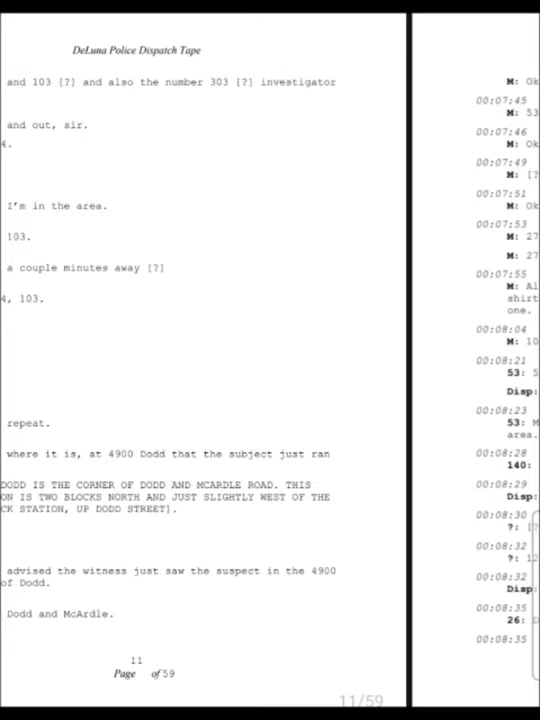 DeLuna Police Dispatch Tape
and 103 [?] and also the number 303 [?] investigator
and out, sir.
4.
I'm in the area.
103.
a couple minutes away [?]
4, 103.
repeat.
where it is, at 4900 Dodd that the subject just ran
DODD IS THE CORNER OF DODD AND MCARDLE ROAD. THIS
ON IS TWO BLOCKS NORTH AND JUST SLIGHTLY WEST OF THE
CK STATION, UP DODD STREET].
advised the witness just saw the suspect in the 4900
of Dodd.
Dodd and McArdle.
11
Page of 59
11/59
M: Ok
00:07:45
M: 53
00:07:46
M: Ok
00:07:49
M: [?
00:07:51
M: Ok
00:07:53
M: 27
M: 27
00:07:55
M: Al
shirt
one.
00:08:04
M: 10
00:08:21
53: 5
Disp:
00:08:23
53: M
area.
00:08:28
140:
00:08:29
Disp:
00:08:30
?: [?
00:08:32
?: 12
00:08:32
Disp
00:08:35
26: D
00:08:35